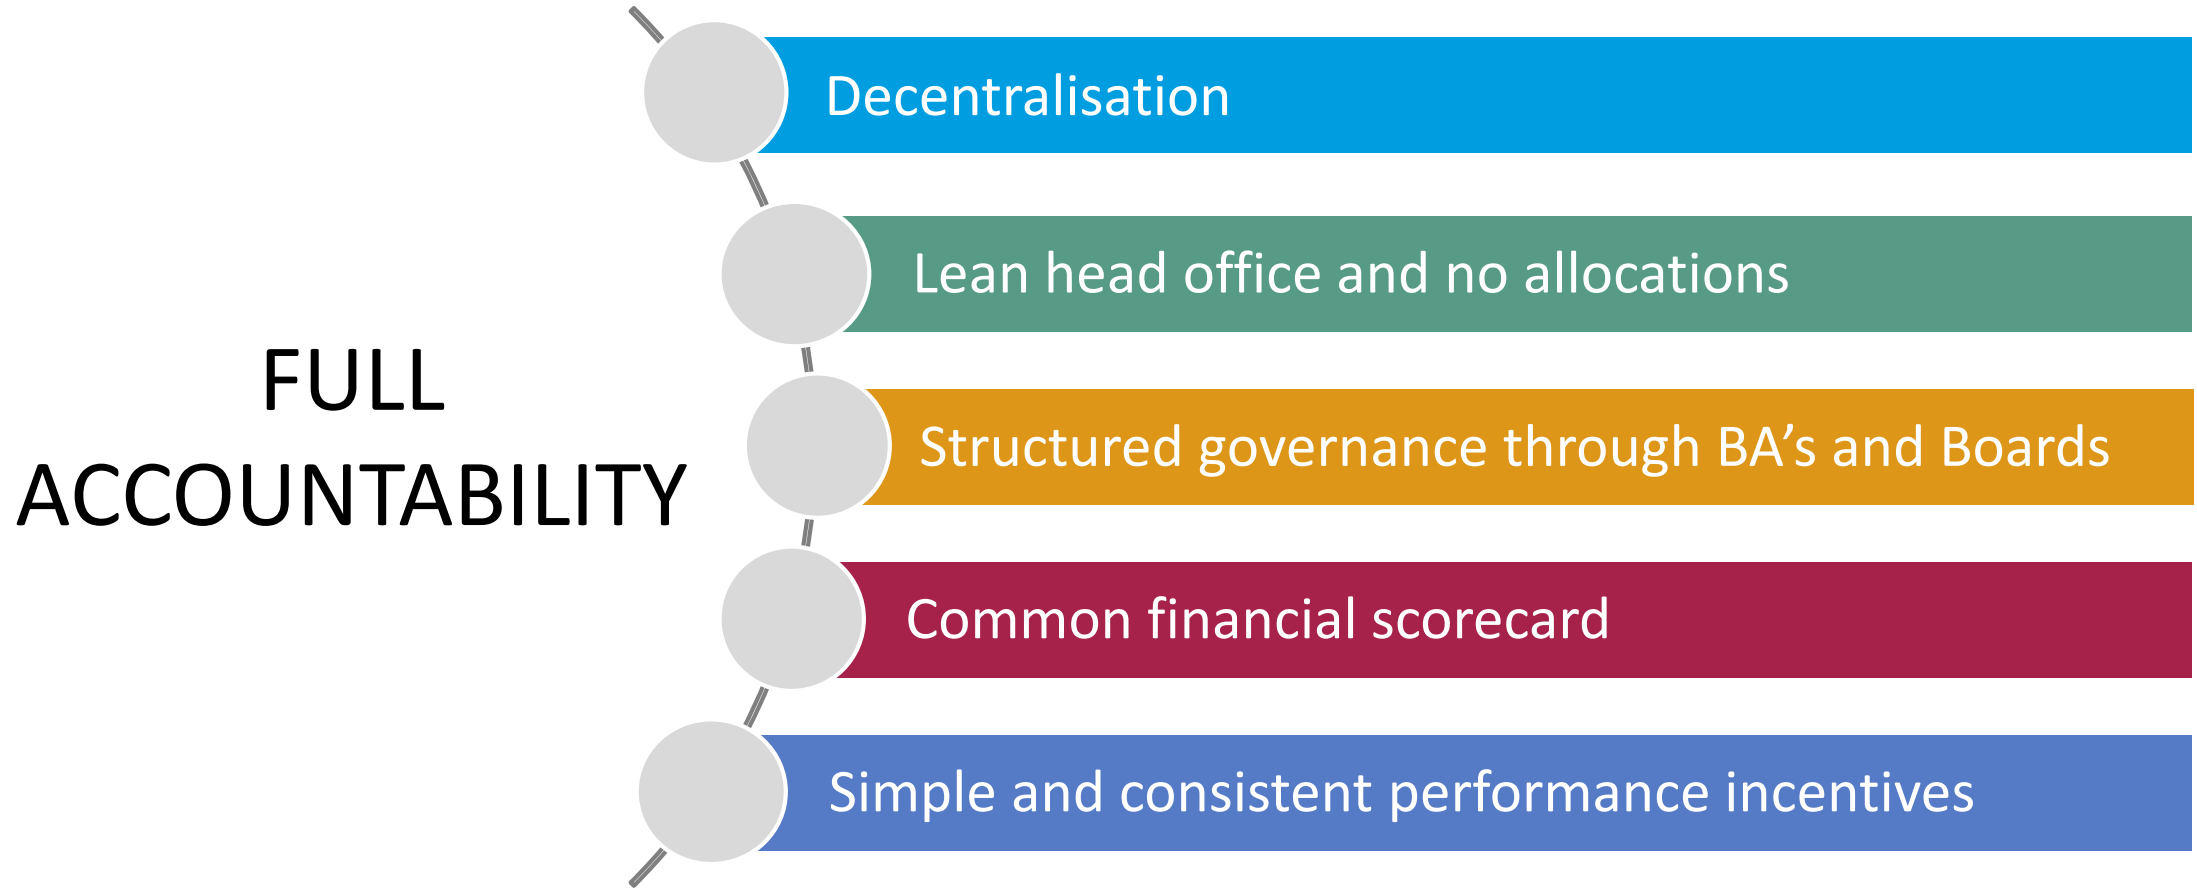 FULL
ACCOUNTABILITY
Decentralisation
Lean head office and no allocations
Structured governance through BA’s and Boards
Common financial scorecard
Simple and consistent performance incentives